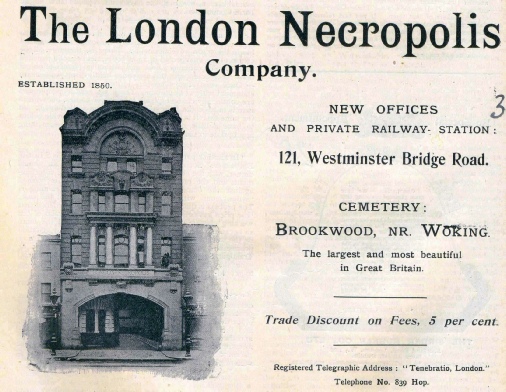 The London Necropolis
Company.
ESTABLISHED 1850.
NEW OFFICES
3
AND PRIVATE RAILWAY STATION:
121, Westminster Bridge Road.
CEMETERY:
BROOKWOOD, NR. WOKING.
The largest and most beautiful
in Great Britain.
Trade Discount on Fees, 5 per cent.
Registered Telegraphic Address: "Tenebratio, London."
Telephone No. 839 Hop.